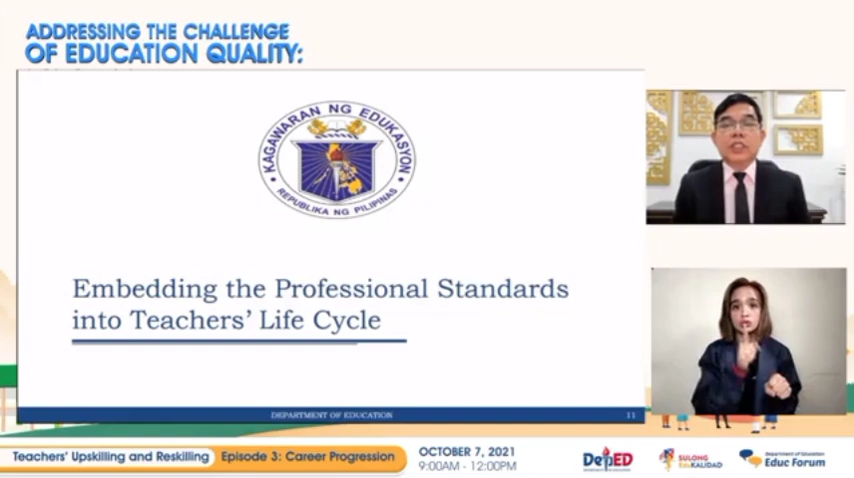 ADDRESSING THE CHALLENGE
OF EDUCATION QUALITY:
KAGAWARAN NG EDUKASYON
REPUBLIKA NG PILIPINAS
Embedding the Professional Standards
into Teachers' Life Cycle
DEPARTMENT OF EDUCATION 11
Teachers' Upskilling and Reskilling Episode 3: Career Progression
OCTOBER 7, 2021
9:00AM - 12:00PM
DepED
SULONG
EduKALIDAD
Department of Education
Educ Forum